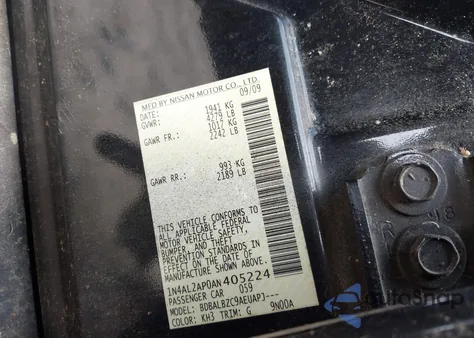 MFD BY NISSAN MOTOR CO., LTD.
DATE: 09/09
GVWR: 1941 KG
4279 LB
GAWR FR.: 1017 KG
2242 LB
GAWR RR.: 993 KG
2189 LB
THIS VEHICLE CONFORMS TO
ALL APPLICABLE FEDERAL
MOTOR VEHICLE SAFETY,
BUMPER, AND THEFT
PREVENTION STANDARDS IN
EFFECT ON THE DATE OF
MANUFACTURE SHOWN ABOVE.
1N4AL2AP0AN405224
PASSENGER CAR 059
MODEL: BDBALBZC9AEUAPJ---
COLOR: KH3 TRIM: G 9N00A
8
AutoSnap